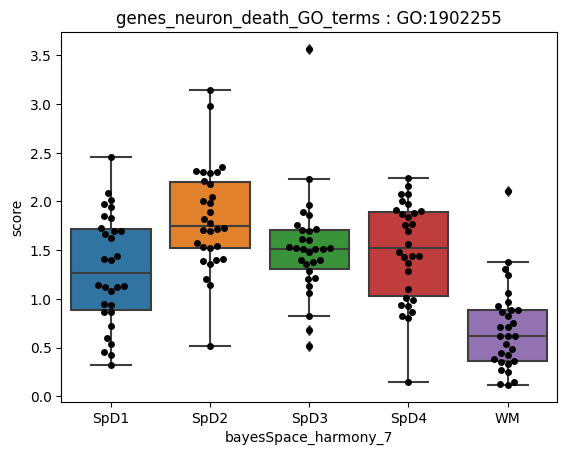 genes_neuron_death_GO_terms : GO:1902255
score
3.5
3.0
2.5
2.0
1.5
1.0
0.5
0.0
SpD1 SpD2 SpD3 SpD4 WM
bayesSpace_harmony_7